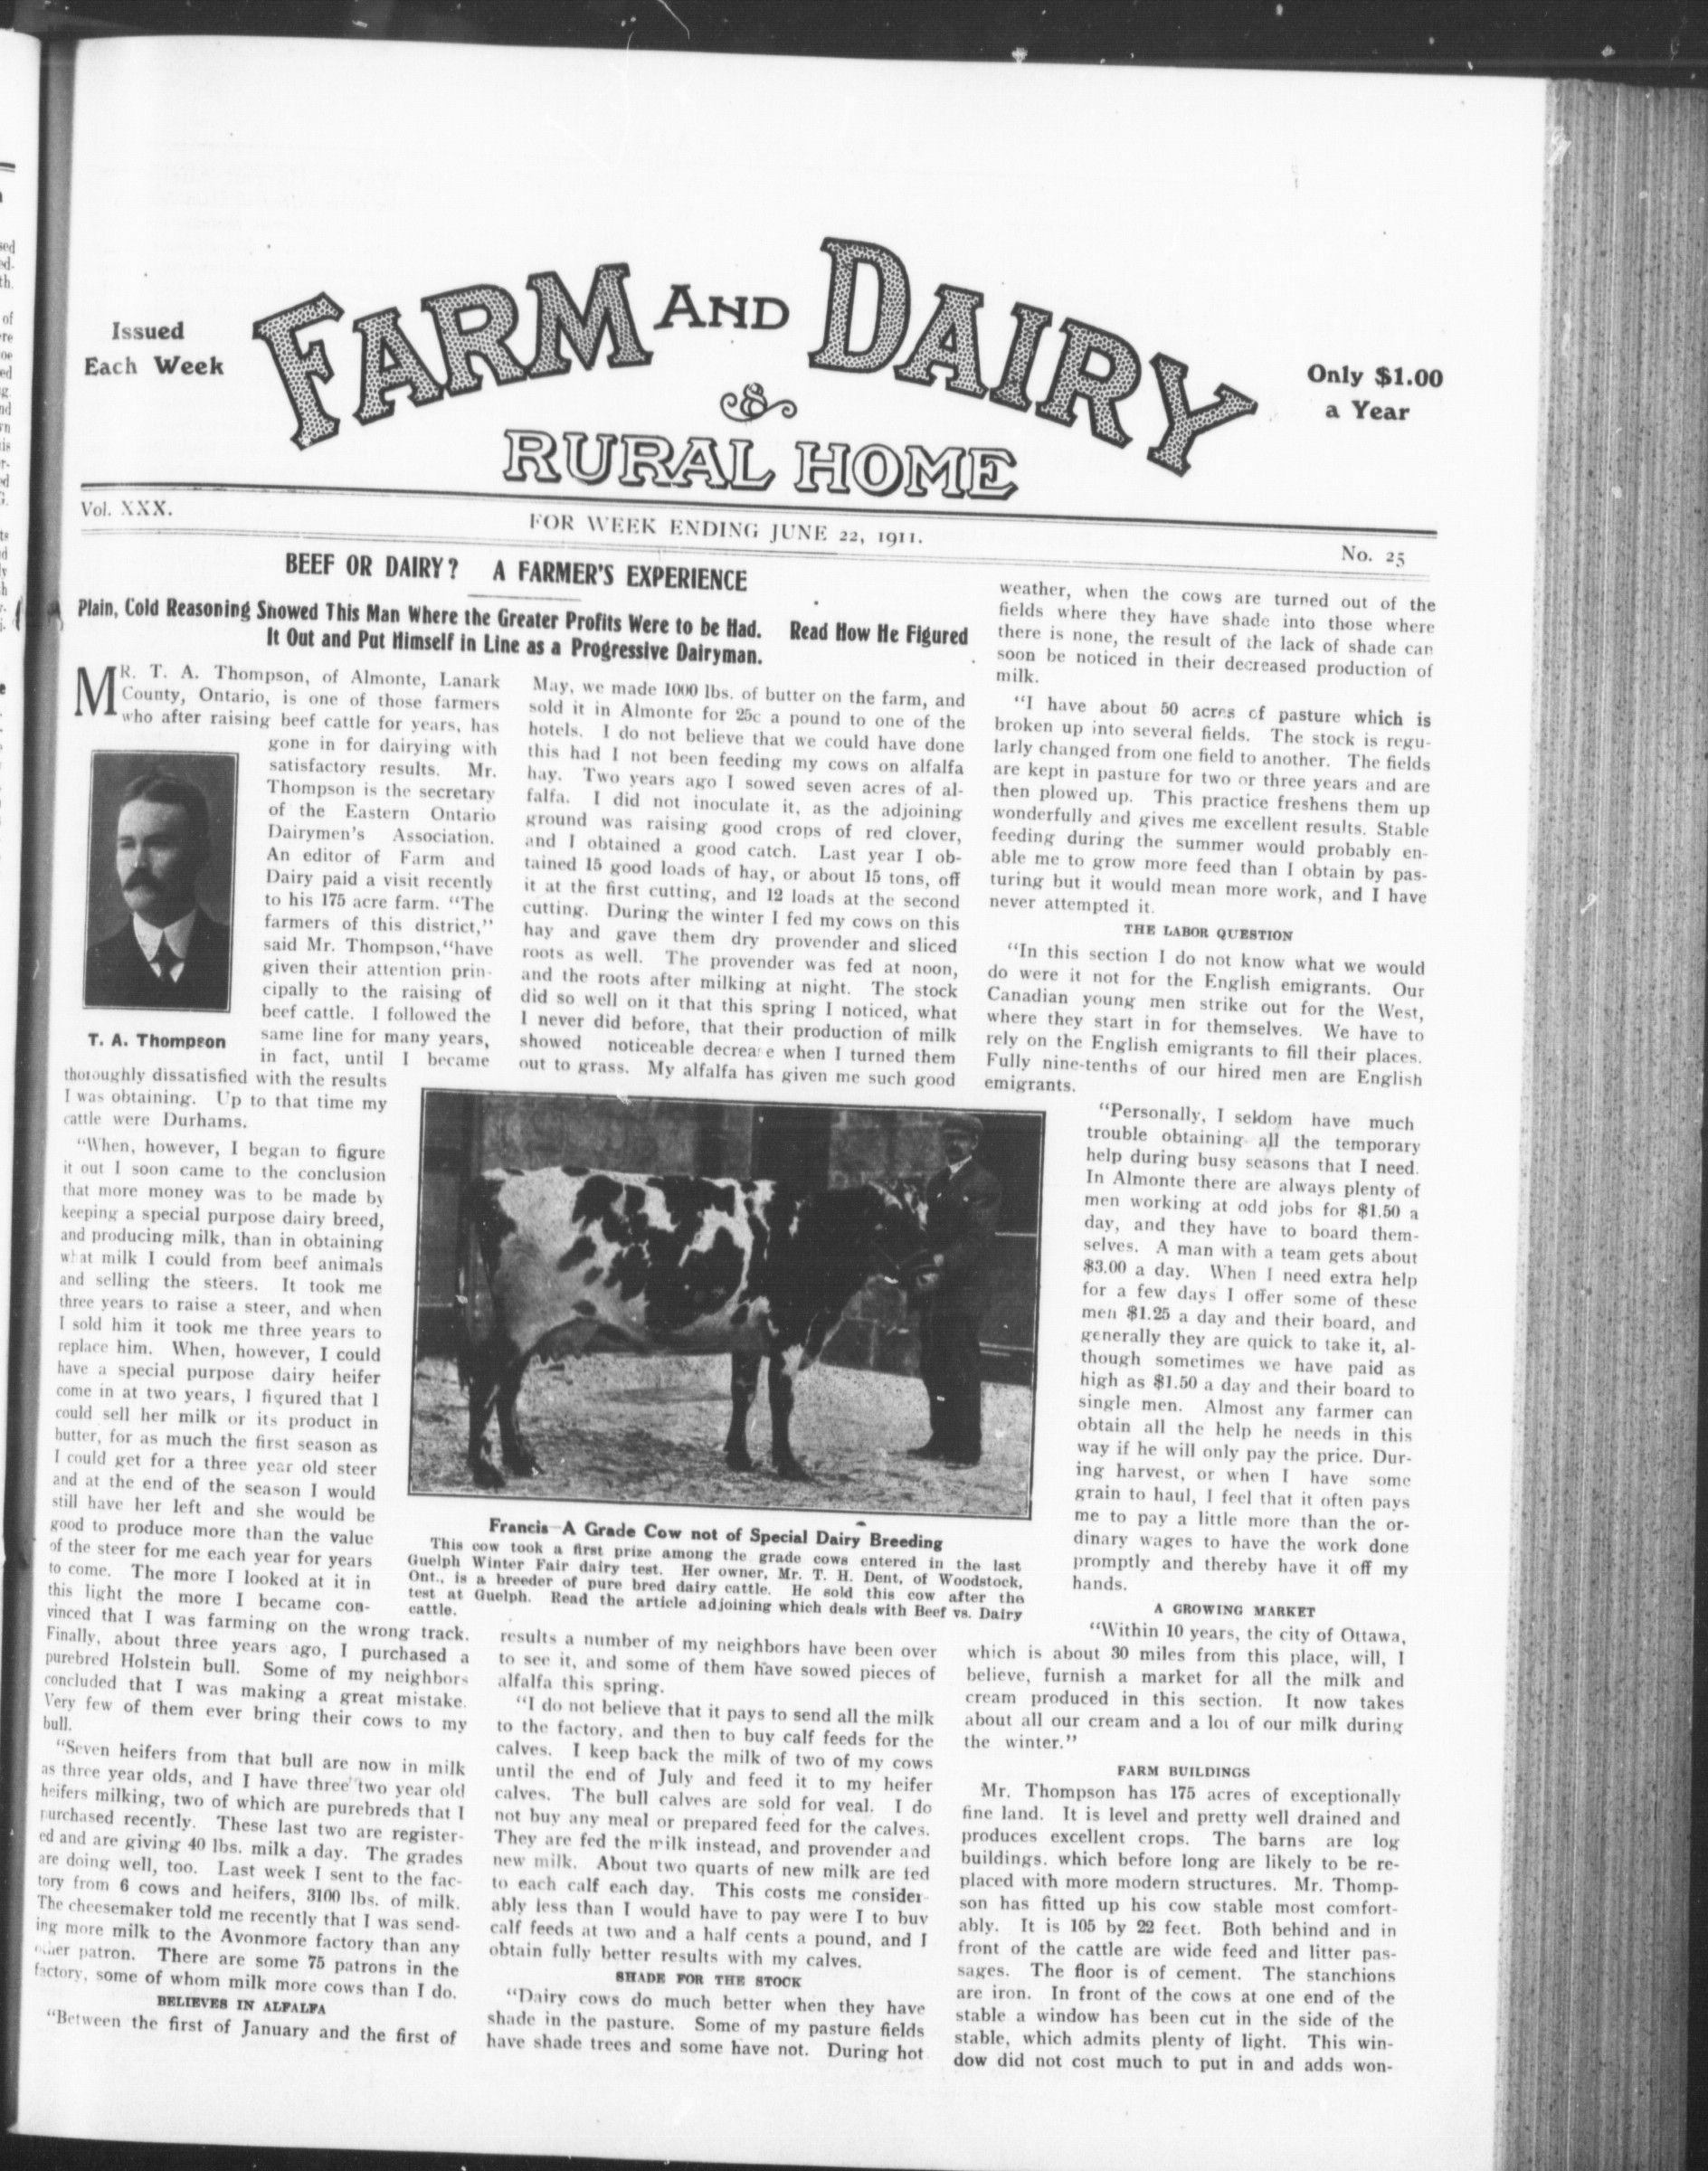 Issued
Each Week
FARM AND DAIRY
&
RURAL HOME
Only $1.00
a Year
Vol. XXX.
FOR WEEK ENDING JUNE 22, 1911.
No. 25
BEEF OR DAIRY? A FARMER'S EXPERIENCE
Plain, Cold Reasoning Showed This Man Where the Greater Profits Were to be Had. Read How He Figured
It Out and Put Himself in Line as a Progressive Dairyman.
MR. T. A. Thompson, of Almonte, Lanark
County, Ontario, is one of those farmers
who after raising beef cattle for years, has
gone in for dairying with
satisfactory results. Mr.
Thompson is the secretary
of the Eastern Ontario
Dairymen's Association.
An editor of Farm and
Dairy paid a visit recently
to his 175 acre farm. "The
farmers of this district,"
said Mr. Thompson, "have
given their attention prin-
cipally to the raising of
beef cattle. I followed the
same line for many years,
in fact, until I became
T. A. Thompson
thoroughly dissatisfied with the results
I was obtaining. Up to that time my
cattle were Durhams.
"When, however, I began to figure
it out I soon came to the conclusion
that more money was to be made by
keeping a special purpose dairy breed,
and producing milk, than in obtaining
what milk I could from beef animals
and selling the steers. It took me
three years to raise a steer, and when
I sold him it took me three years to
replace him. When, however, I could
have a special purpose dairy heifer
come in at two years, I figured that I
could sell her milk or its product in
butter, for as much the first season as
I could get for a three year old steer
and at the end of the season I would
still have her left and she would be
good to produce more than the value
of the steer for me each year for years
to come. The more I looked at it in
this light the more I became con-
vinced that I was farming on the wrong track.
Finally, about three years ago, I purchased a
purebred Holstein bull. Some of my neighbors
concluded that I was making a great mistake.
Very few of them ever bring their cows to my
bull.
"Seven heifers from that bull are now in milk
as three year olds, and I have three two year old
heifers milking, two of which are purebreds that I
purchased recently. These last two are register-
ed and are giving 40 lbs. milk a day. The grades
are doing well, too. Last week I sent to the fac-
tory from 6 cows and heifers, 3100 lbs. of milk.
The cheesemaker told me recently that I was send-
ing more milk to the Avonmore factory than any
other patron. There are some 75 patrons in the
factory, some of whom milk more cows than I do.
BELIEVES IN ALFALFA
"Between the first of January and the first of
May, we made 1000 lbs. of butter on the farm, and
sold it in Almonte for 25c a pound to one of the
hotels. I do not believe that we could have done
this had I not been feeding my cows on alfalfa
hay. Two years ago I sowed seven acres of al-
falfa. I did not inoculate it, as the adjoining
ground was raising good crops of red clover,
and I obtained a good catch. Last year I ob-
tained 15 good loads of hay, or about 15 tons, off
it at the first cutting, and 12 loads at the second
cutting. During the winter I fed my cows on this
hay and gave them dry provender and sliced
roots as well. The provender was fed at noon,
and the roots after milking at night. The stock
did so well on it that this spring I noticed, what
I never did before, that their production of milk
showed noticeable decrea e when I turned them
out to grass. My alfalfa has given me such good
Francis—A Grade Cow not of Special Dairy Breeding
This cow took a first prize among the grade cows entered in the last
Guelph Winter Fair dairy test. Her owner, Mr. T. H. Dent, of Woodstock,
Ont., is a breeder of pure bred dairy cattle. He sold this cow after the
test at Guelph. Read the article adjoining which deals with Beef vs. Dairy
cattle.
results a number of my neighbors have been over
to see it, and some of them have sowed pieces of
alfalfa this spring.
"I do not believe that it pays to send all the milk
to the factory, and then to buy calf feeds for the
calves. I keep back the milk of two of my cows
until the end of July and feed it to my heifer
calves. The bull calves are sold for veal. I do
not buy any meal or prepared feed for the calves.
They are fed the milk instead, and provender and
new milk. About two quarts of new milk are fed
to each calf each day. This costs me consider-
ably less than I would have to pay were I to buy
calf feeds at two and a half cents a pound, and I
obtain fully better results with my calves.
SHADE FOR THE STOCK
"Dairy cows do much better when they have
shade in the pasture. Some of my pasture fields
have shade trees and some have not. During hot
weather, when the cows are turned out of the
fields where they have shade into those where
there is none, the result of the lack of shade can
soon be noticed in their decreased production of
milk.
"I have about 50 acres of pasture which is
broken up into several fields. The stock is regu-
larly changed from one field to another. The fields
are kept in pasture for two or three years and are
then plowed up. This practice freshens them up
wonderfully and gives me excellent results. Stable
feeding during the summer would probably en-
able me to grow more feed than I obtain by pas-
turing but it would mean more work, and I have
never attempted it.
THE LABOR QUESTION
"In this section I do not know what we would
do were it not for the English emigrants. Our
Canadian young men strike out for the West,
where they start in for themselves. We have to
rely on the English emigrants to fill their places.
Fully nine-tenths of our hired men are English
emigrants.
"Personally, I seldom have much
trouble obtaining all the temporary
help during busy seasons that I need.
In Almonte there are always plenty of
men working at odd jobs for $1.50 a
day, and they have to board them-
selves. A man with a team gets about
$3.00 a day. When I need extra help
for a few days I offer some of these
men $1.25 a day and their board, and
generally they are quick to take it, al-
though sometimes we have paid as
high as $1.50 a day and their board to
single men. Almost any farmer can
obtain all the help he needs in this
way if he will only pay the price. Dur-
ing harvest, or when I have some
grain to haul, I feel that it often pays
me to pay a little more than the or-
dinary wages to have the work done
promptly and thereby have it off my
hands.
A GROWING MARKET
"Within 10 years, the city of Ottawa,
which is about 30 miles from this place, will, I
believe, furnish a market for all the milk and
cream produced in this section. It now takes
about all our cream and a lot of our milk during
the winter."
FARM BUILDINGS
Mr. Thompson has 175 acres of exceptionally
fine land. It is level and pretty well drained and
produces excellent crops. The barns are log
buildings. which before long are likely to be re-
placed with more modern structures. Mr. Thomp-
son has fitted up his cow stable most comfort-
ably. It is 105 by 22 feet. Both behind and in
front of the cattle are wide feed and litter pas-
sages. The floor is of cement. The stanchions
are iron. In front of the cows at one end of the
stable a window has been cut in the side of the
stable, which admits plenty of light. This win-
dow did not cost much to put in and adds won-